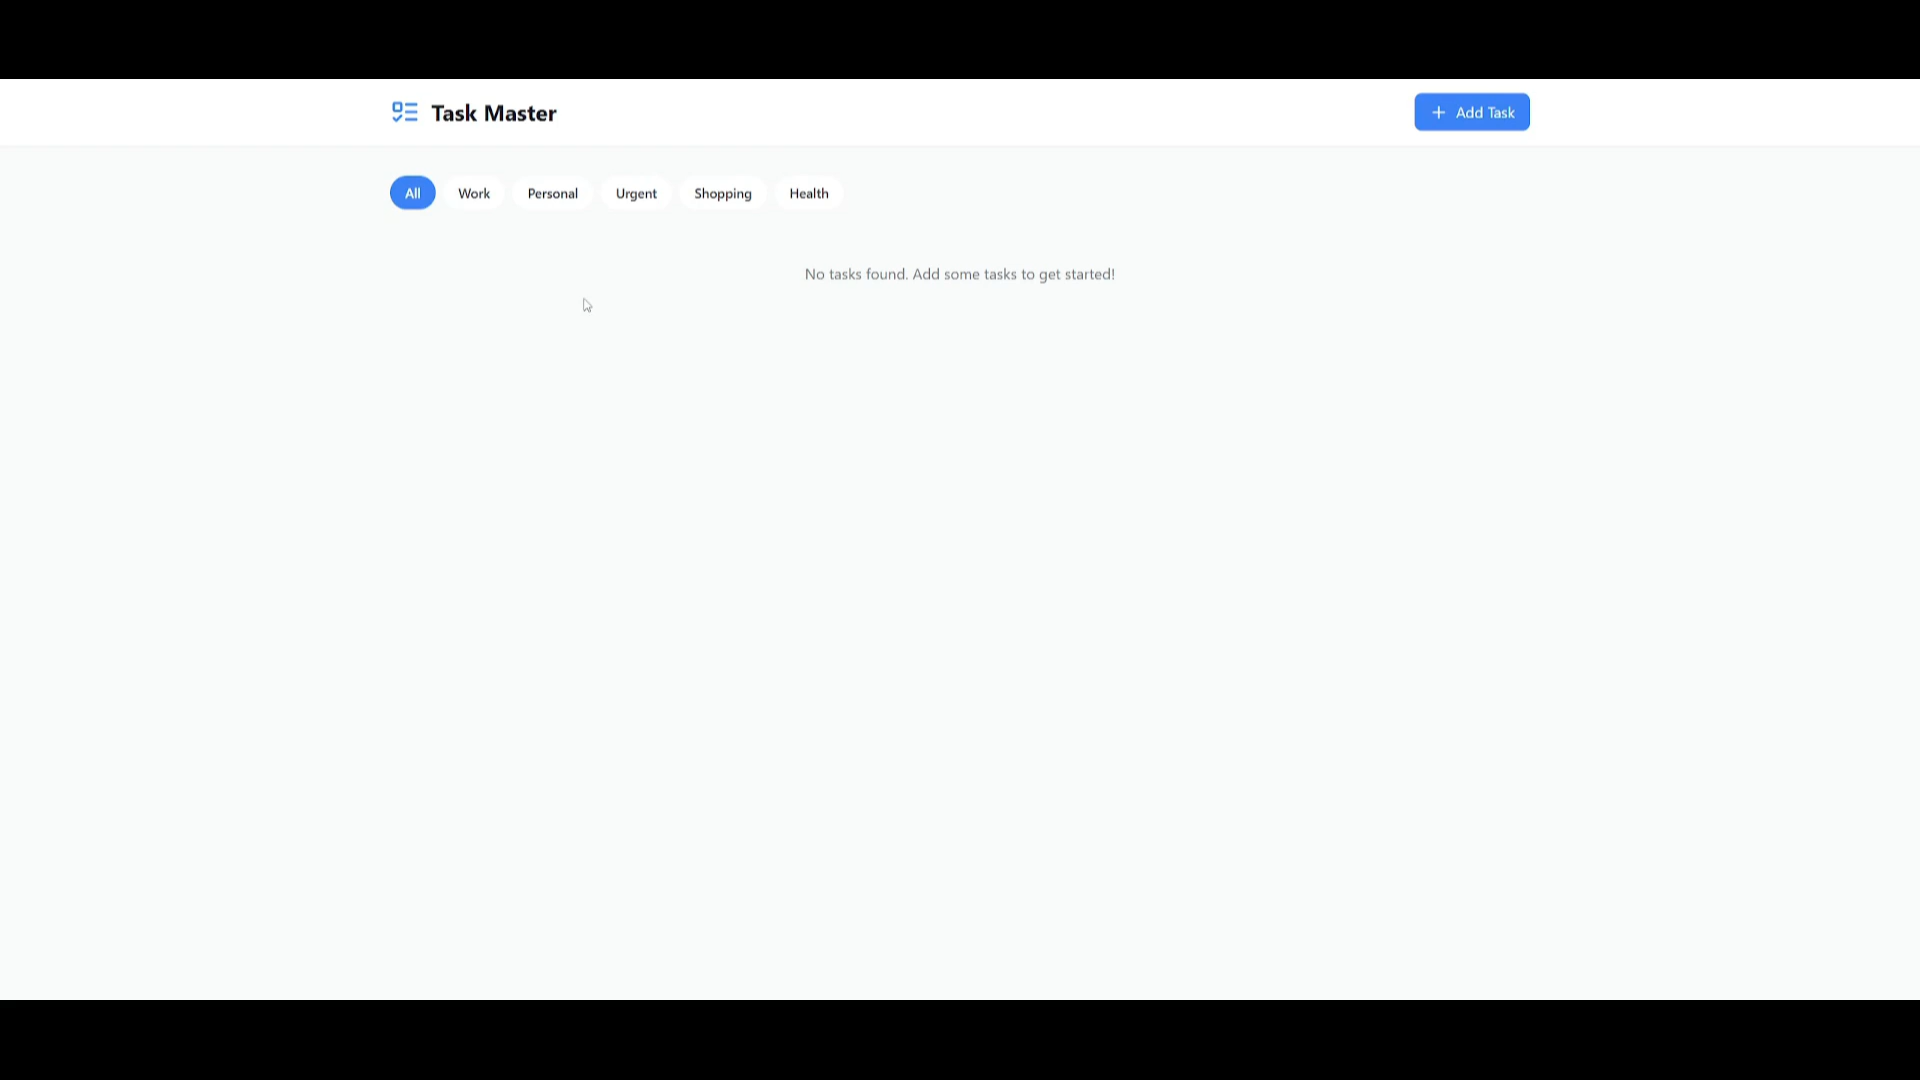 Task Master
Add Task
All
Work
Personal
Urgent
Shopping
Health
No tasks found. Add some tasks to get started!